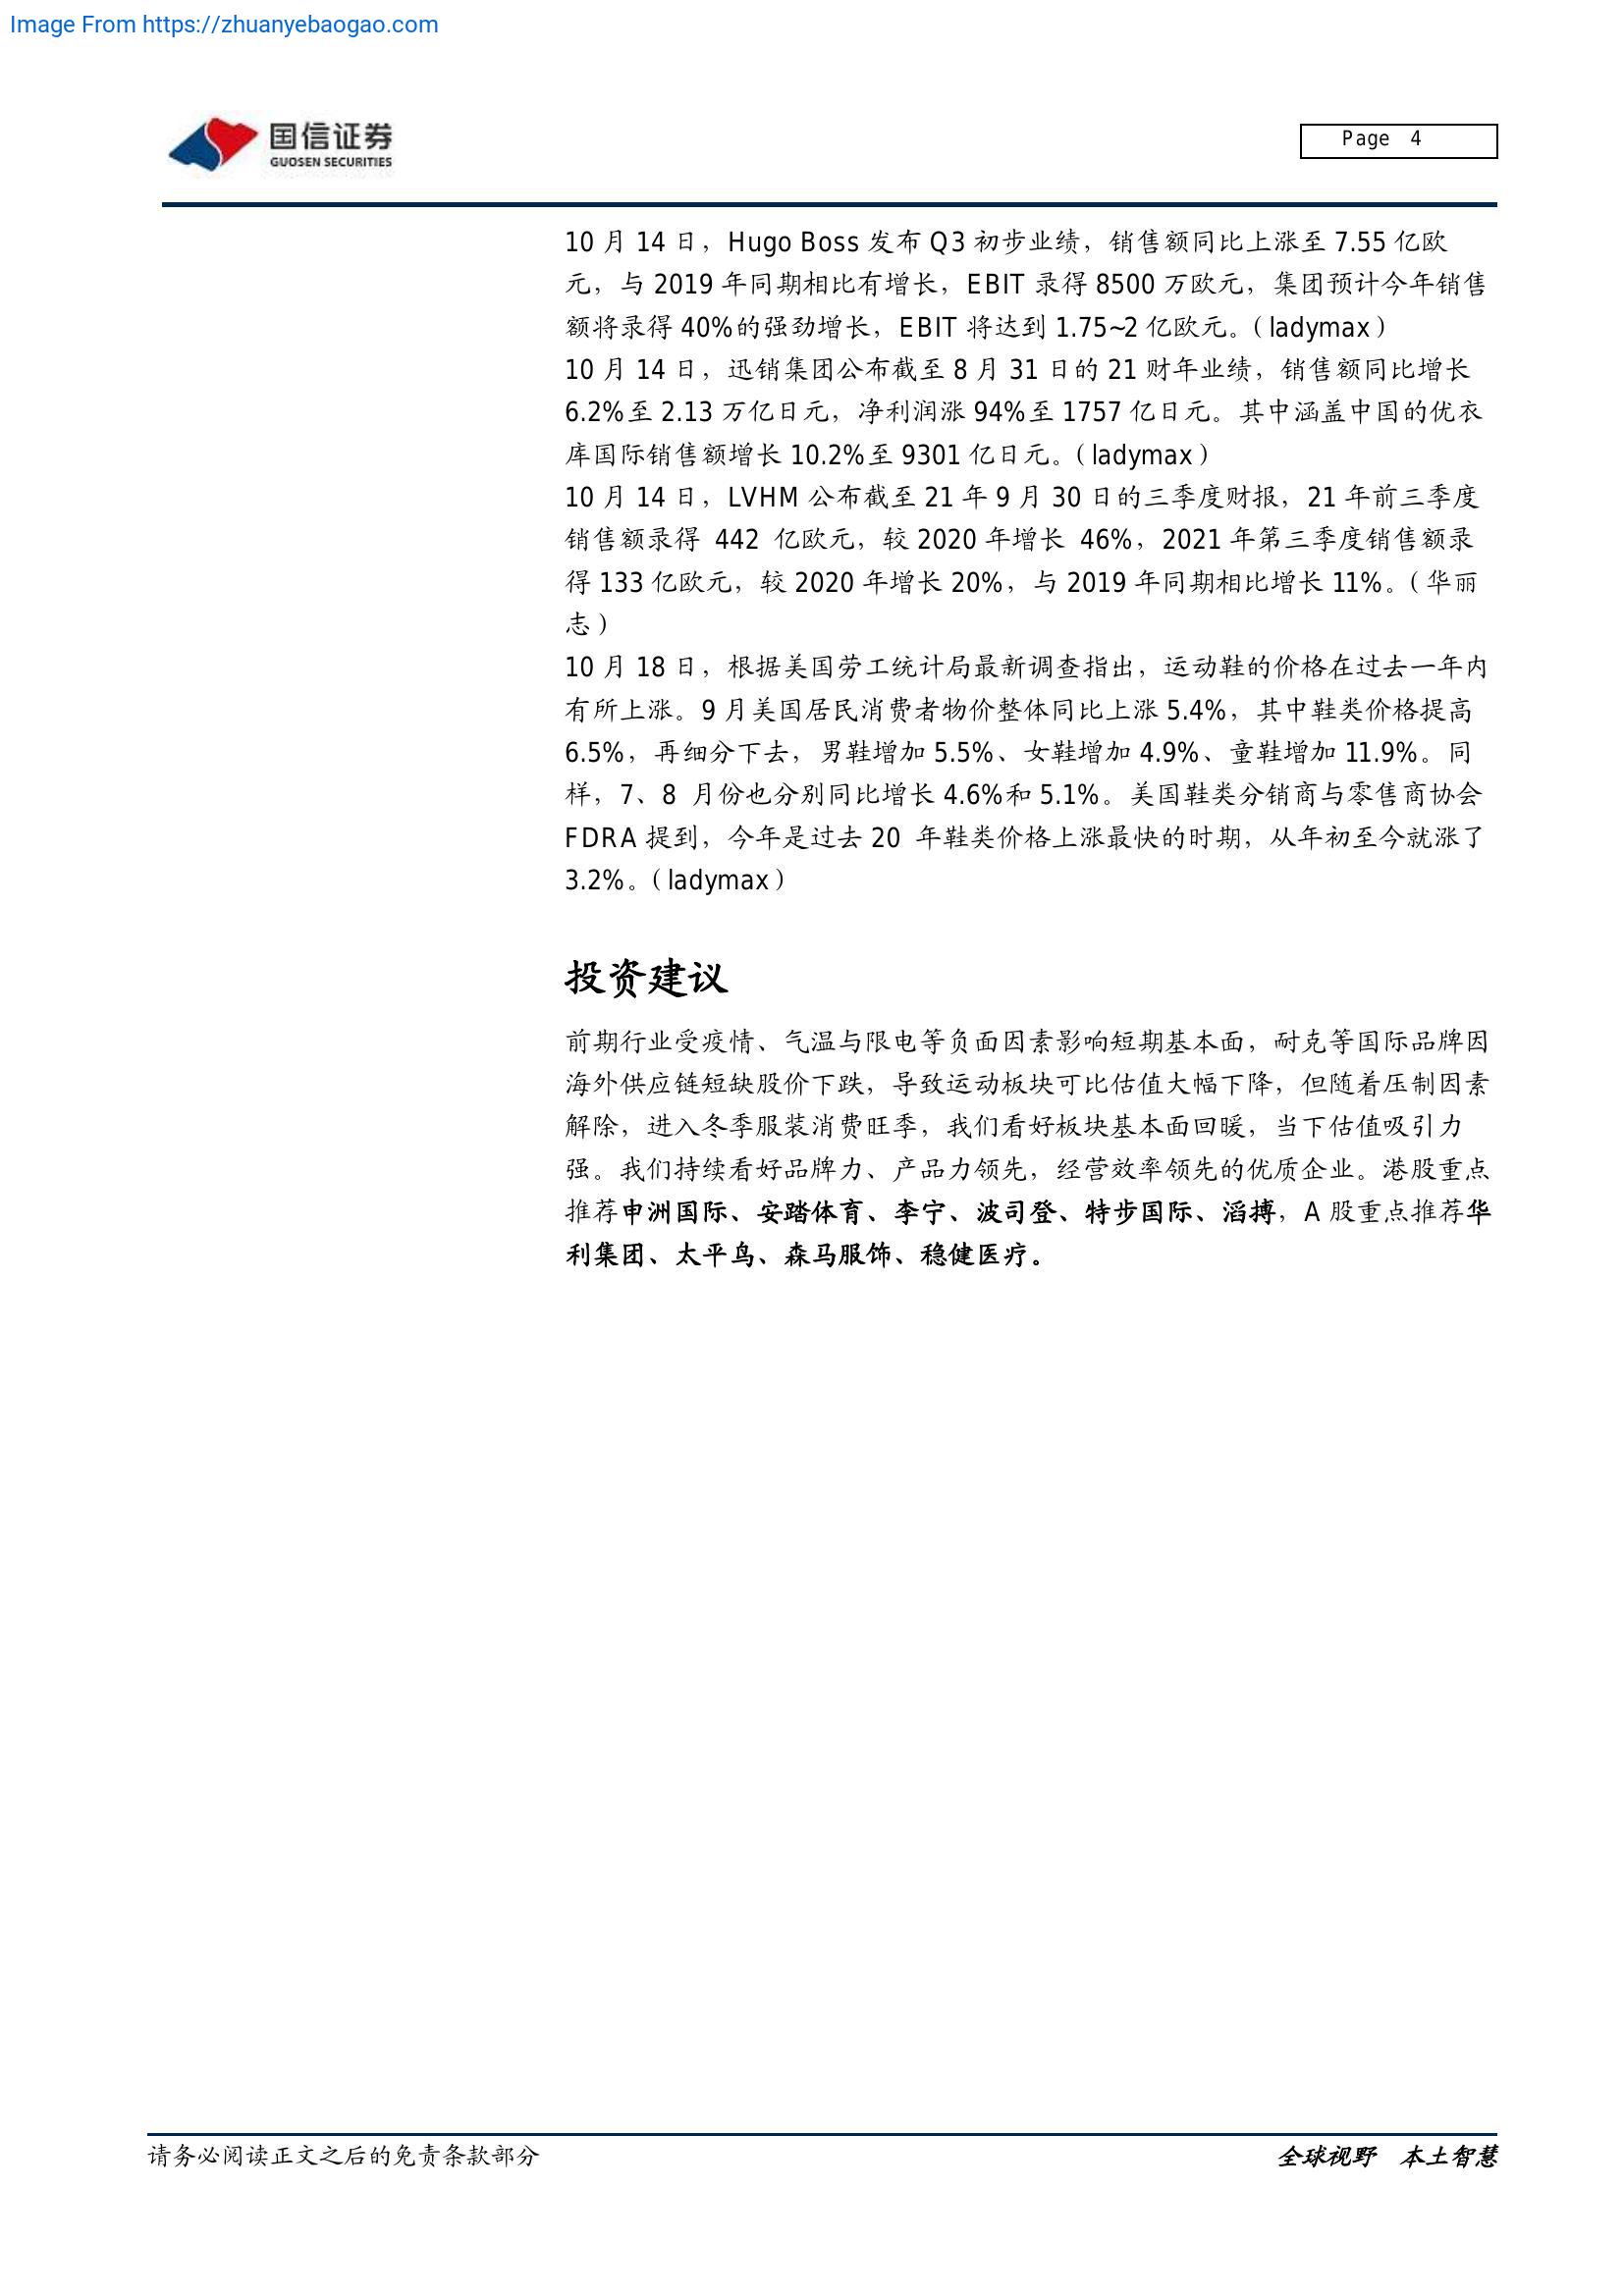 Image From https://zhuanyebaogao.com
国信证券
GUOSEN SECURITIES
Page 4
10 月 14 日，Hugo Boss 发布 Q3 初步业绩，销售额同比上涨至 7.55 亿欧
元，与 2019 年同期相比有增长，EBIT 录得 8500 万欧元，集团预计今年销售
额将录得 40%的强劲增长，EBIT 将达到 1.75~2 亿欧元。（ladymax）
10 月 14 日，迅销集团公布截至 8 月 31 日的 21 财年业绩，销售额同比增长
6.2%至 2.13 万亿日元，净利润涨 94%至 1757 亿日元。其中涵盖中国的优衣
库国际销售额增长 10.2%至 9301 亿日元。（ladymax）
10 月 14 日，LVHM 公布截至 21 年 9 月 30 日的三季度财报，21 年前三季度
销售额录得 442 亿欧元，较 2020 年增长 46%，2021 年第三季度销售额录
得 133 亿欧元，较 2020 年增长 20%，与 2019 年同期相比增长 11%。（华丽
志）
10 月 18 日，根据美国劳工统计局最新调查指出，运动鞋的价格在过去一年内
有所上涨。9 月美国居民消费者物价整体同比上涨 5.4%，其中鞋类价格提高
6.5%，再细分下去，男鞋增加 5.5%、女鞋增加 4.9%、童鞋增加 11.9%。同
样，7、8 月份也分别同比增长 4.6%和 5.1%。美国鞋类分销商与零售商协会
FDRA 提到，今年是过去 20 年鞋类价格上涨最快的时期，从年初至今就涨了
3.2%。（ladymax）
投资建议
前期行业受疫情、气温与限电等负面因素影响短期基本面，耐克等国际品牌因
海外供应链短缺股价下跌，导致运动板块可比估值大幅下降，但随着压制因素
解除，进入冬季服装消费旺季，我们看好板块基本面回暖，当下估值吸引力
强。我们持续看好品牌力、产品力领先，经营效率领先的优质企业。港股重点
推荐申洲国际、安踏体育、李宁、波司登、特步国际、滔搏，A 股重点推荐华
利集团、太平鸟、森马服饰、稳健医疗。
请务必阅读正文之后的免责条款部分
全球视野 本土智慧